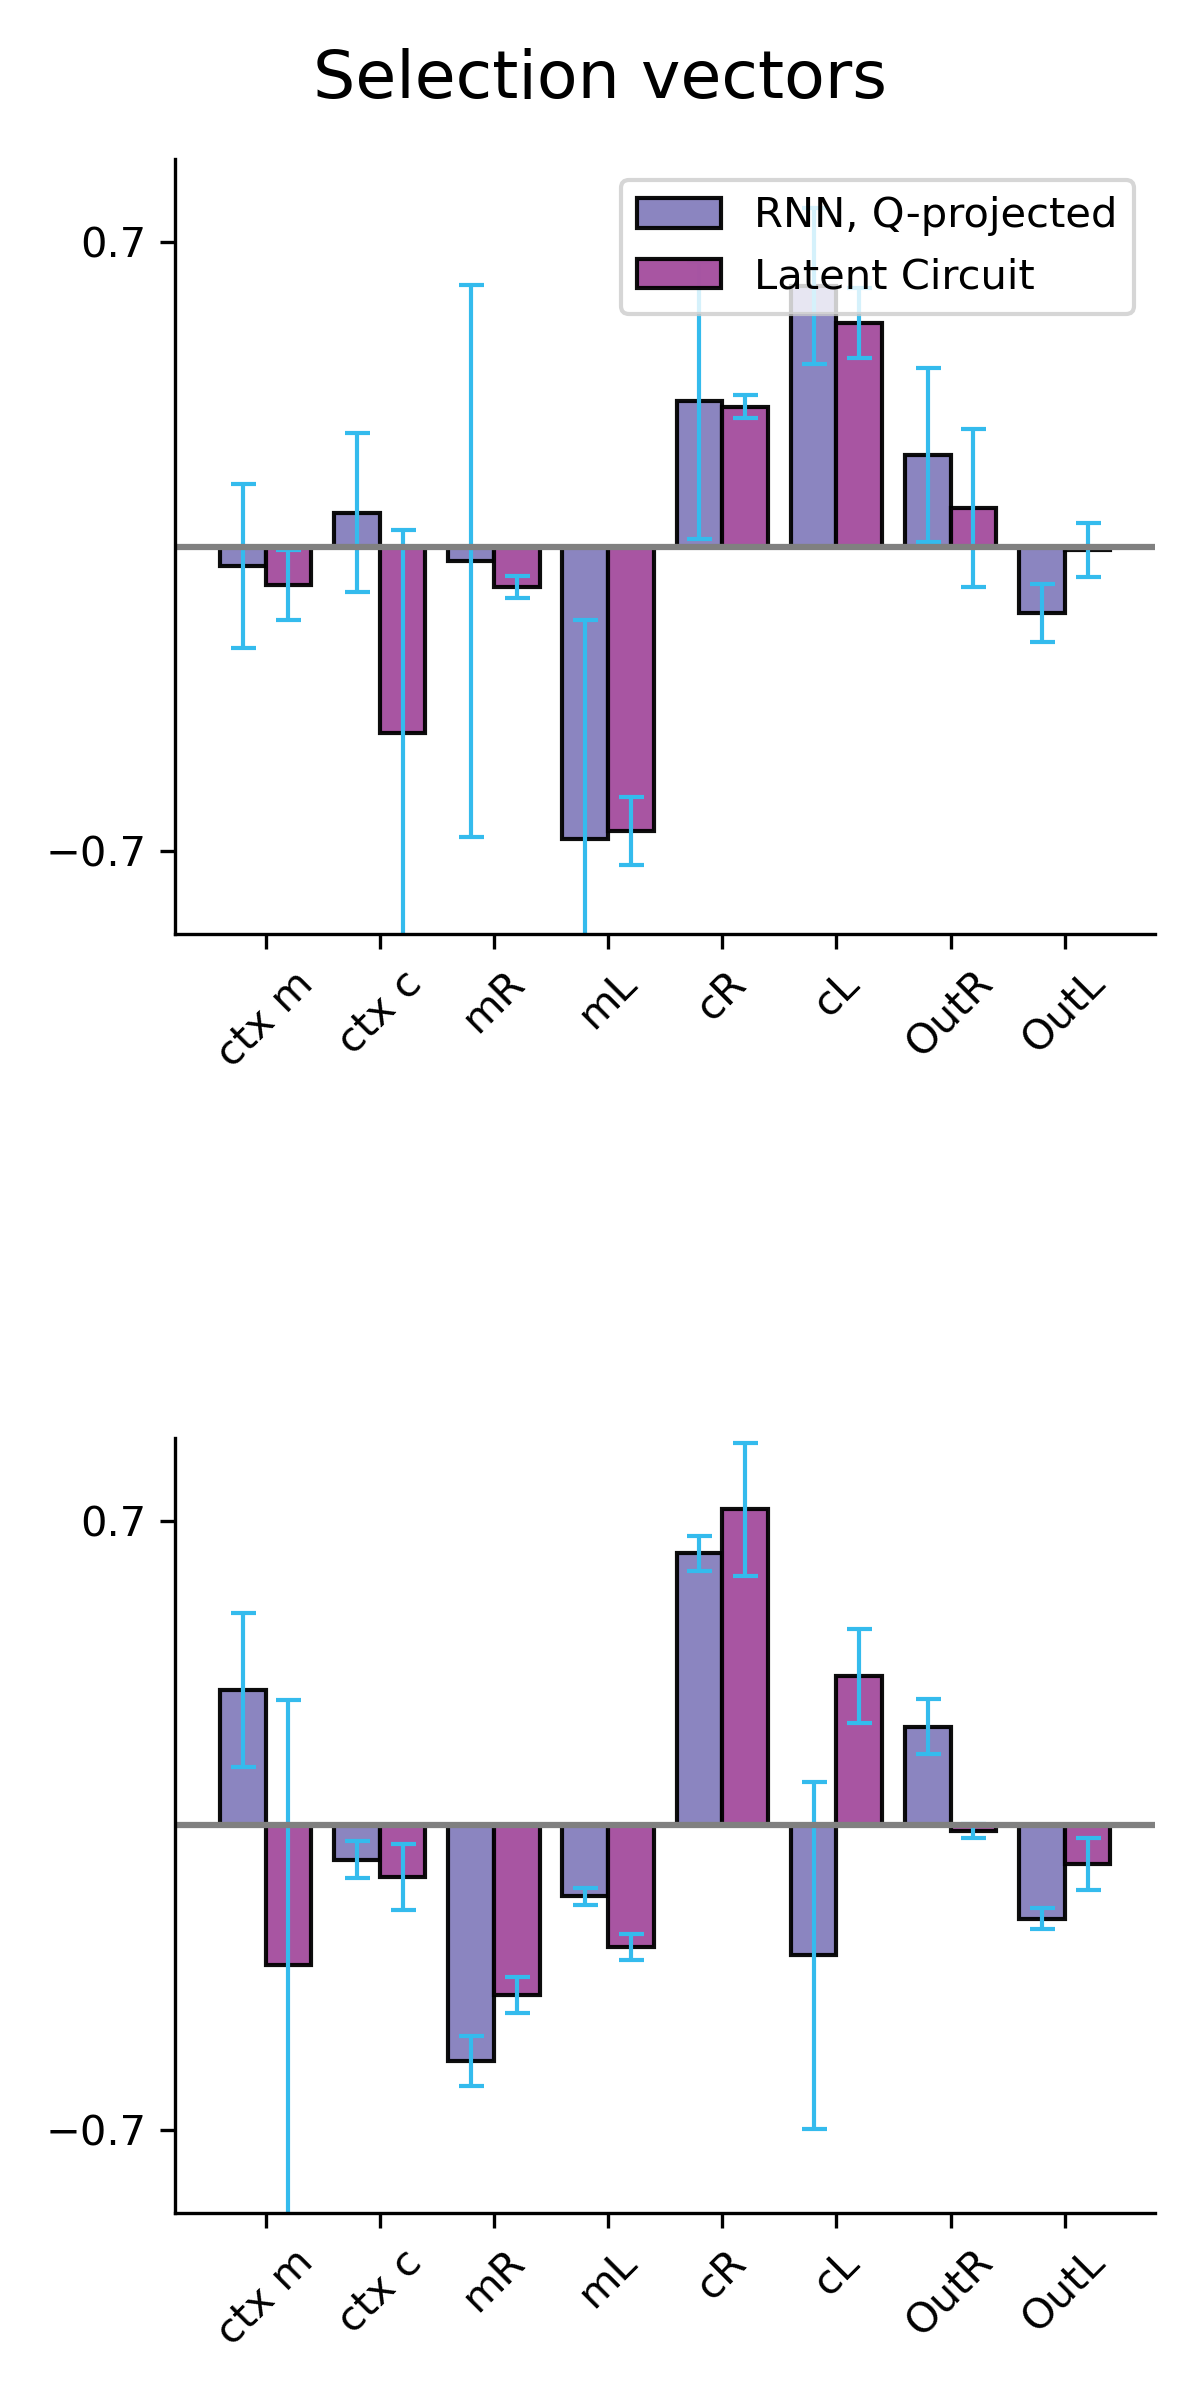 Selection vectors
RNN, Q-projected
Latent Circuit
0.7
−0.7
ctx m
ctx c
mR
mL
cR
cL
OutR
OutL
0.7
−0.7
ctx m
ctx c
mR
mL
cR
cL
OutR
OutL